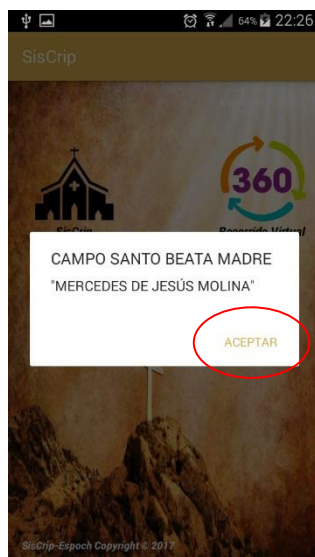 64% 22:26
SisCrip
360
SisCrip Recorrido Virtual
CAMPO SANTO BEATA MADRE
"MERCEDES DE JESÚS MOLINA"
ACEPTAR
SisCrip-Espoch Copyright © 2017